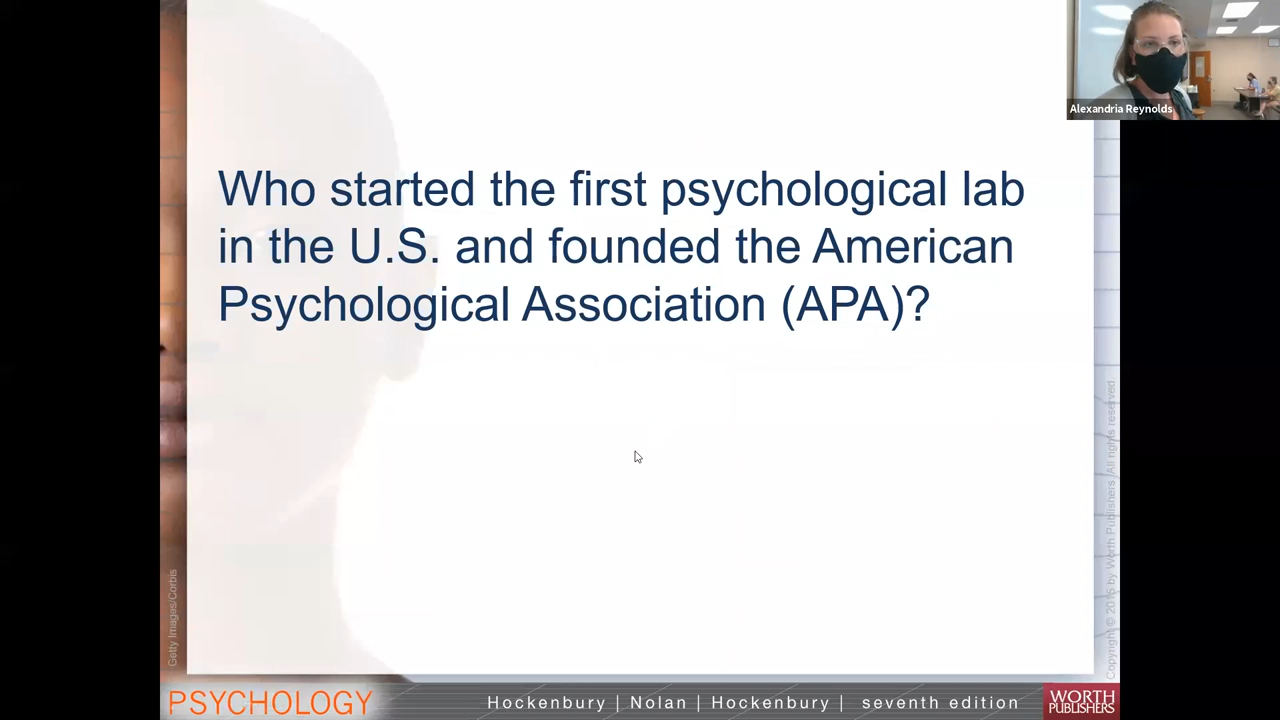 Alexandria Reynolds
Who started the first psychological lab
in the U.S. and founded the American
Psychological Association (APA)?
Getty Images/Corbis
Copyright © 2016 by Worth Publishers. All rights reserved
PSYCHOLOGY
Hockenbury | Nolan | Hockenbury | seventh edition
WORTH
PUBLISHERS